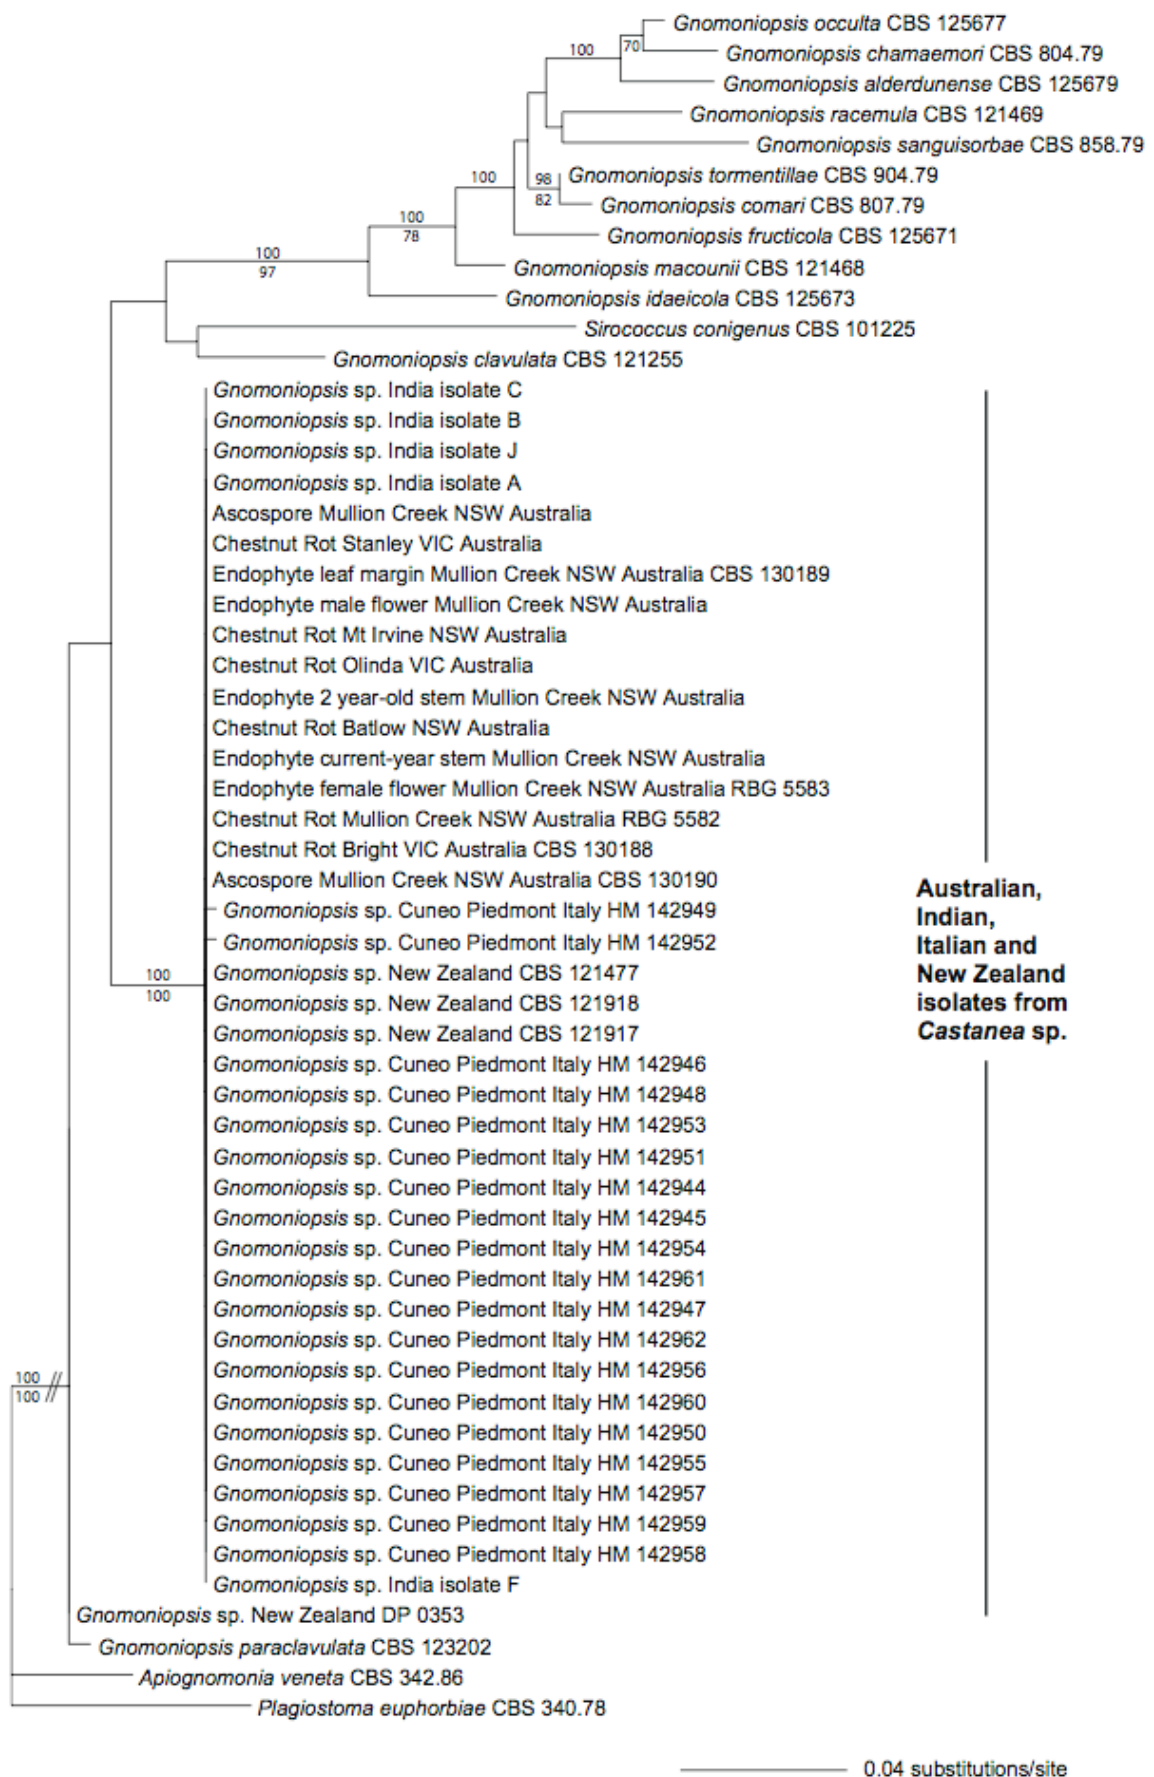 Gnomoniopsis occulta CBS 125677
100
70
Gnomoniopsis chamaemori CBS 804.79
Gnomoniopsis alderdunense CBS 125679
Gnomoniopsis racemula CBS 121469
Gnomoniopsis sanguisorbae CBS 858.79
100
98
82
Gnomoniopsis tormentillae CBS 904.79
Gnomoniopsis comari CBS 807.79
100
78
Gnomoniopsis fructicola CBS 125671
100
97
Gnomoniopsis macounii CBS 121468
Gnomoniopsis idaeicola CBS 125673
Sirococcus conigenus CBS 101225
Gnomoniopsis clavulata CBS 121255
Gnomoniopsis sp. India isolate C
Gnomoniopsis sp. India isolate B
Gnomoniopsis sp. India isolate J
Gnomoniopsis sp. India isolate A
Ascospore Mullion Creek NSW Australia
Chestnut Rot Stanley VIC Australia
Endophyte leaf margin Mullion Creek NSW Australia CBS 130189
Endophyte male flower Mullion Creek NSW Australia
Chestnut Rot Mt Irvine NSW Australia
Chestnut Rot Olinda VIC Australia
Endophyte 2 year-old stem Mullion Creek NSW Australia
Chestnut Rot Batlow NSW Australia
Endophyte current-year stem Mullion Creek NSW Australia
Endophyte female flower Mullion Creek NSW Australia RBG 5583
Chestnut Rot Mullion Creek NSW Australia RBG 5582
Chestnut Rot Bright VIC Australia CBS 130188
Ascospore Mullion Creek NSW Australia CBS 130190
Gnomoniopsis sp. Cuneo Piedmont Italy HM 142949
Gnomoniopsis sp. Cuneo Piedmont Italy HM 142952
100
100
Gnomoniopsis sp. New Zealand CBS 121477
Gnomoniopsis sp. New Zealand CBS 121918
Gnomoniopsis sp. New Zealand CBS 121917
Gnomoniopsis sp. Cuneo Piedmont Italy HM 142946
Gnomoniopsis sp. Cuneo Piedmont Italy HM 142948
Gnomoniopsis sp. Cuneo Piedmont Italy HM 142953
Gnomoniopsis sp. Cuneo Piedmont Italy HM 142951
Gnomoniopsis sp. Cuneo Piedmont Italy HM 142944
Gnomoniopsis sp. Cuneo Piedmont Italy HM 142945
Gnomoniopsis sp. Cuneo Piedmont Italy HM 142954
Gnomoniopsis sp. Cuneo Piedmont Italy HM 142961
Gnomoniopsis sp. Cuneo Piedmont Italy HM 142947
Gnomoniopsis sp. Cuneo Piedmont Italy HM 142962
Gnomoniopsis sp. Cuneo Piedmont Italy HM 142956
Gnomoniopsis sp. Cuneo Piedmont Italy HM 142960
Gnomoniopsis sp. Cuneo Piedmont Italy HM 142950
Gnomoniopsis sp. Cuneo Piedmont Italy HM 142955
Gnomoniopsis sp. Cuneo Piedmont Italy HM 142957
Gnomoniopsis sp. Cuneo Piedmont Italy HM 142959
Gnomoniopsis sp. Cuneo Piedmont Italy HM 142958
Gnomoniopsis sp. India isolate F
100
100
Gnomoniopsis sp. New Zealand DP 0353
Gnomoniopsis paraclavulata CBS 123202
Apiognomonia veneta CBS 342.86
Plagiostoma euphorbiae CBS 340.78
Australian,
Indian,
Italian and
New Zealand
isolates from
Castanea sp.
0.04 substitutions/site